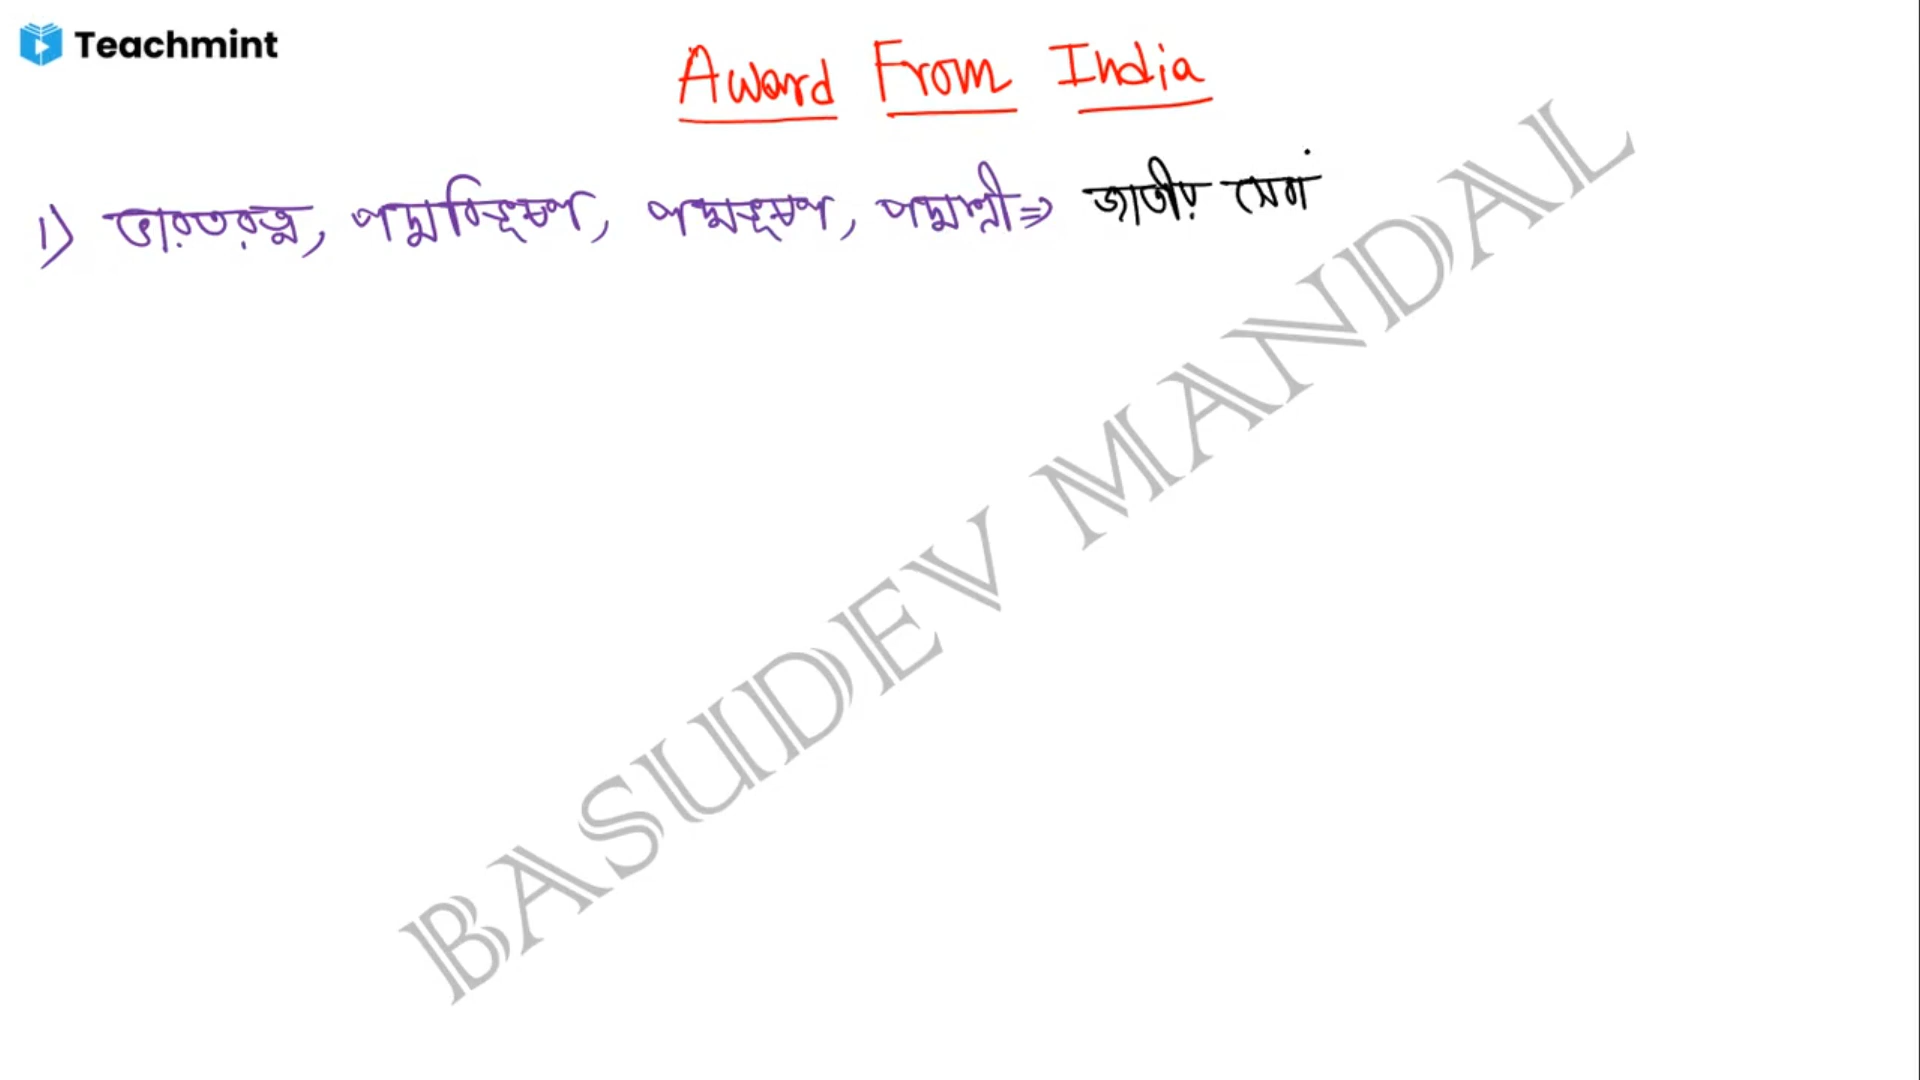 Teachmint
Award From India
1) ভারতরত্ন, পদ্মবিভূষণ, পদ্মভূষণ, পদ্মশ্রী ⇒ জাতীয় সেবা
BASUDEV MANDAL